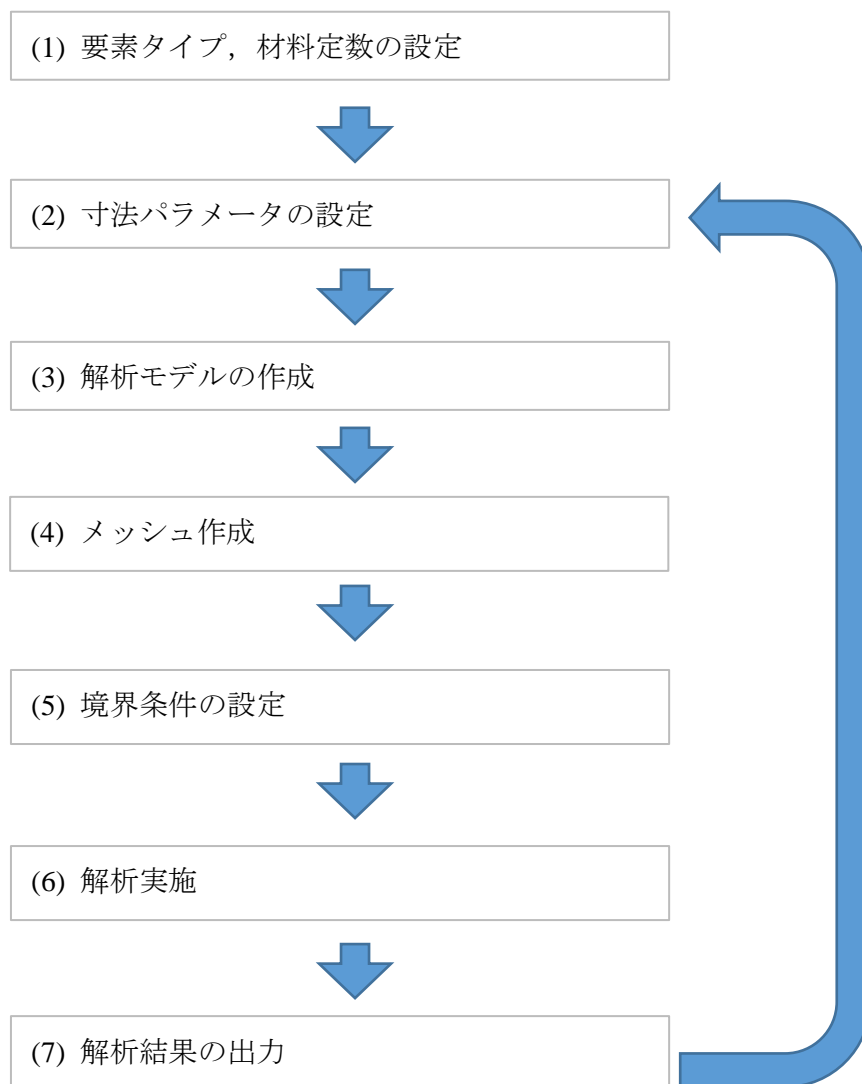 (1) 要素タイプ，材料定数の設定
(2) 寸法パラメータの設定
(3) 解析モデルの作成
(4) メッシュ作成
(5) 境界条件の設定
(6) 解析実施
(7) 解析結果の出力